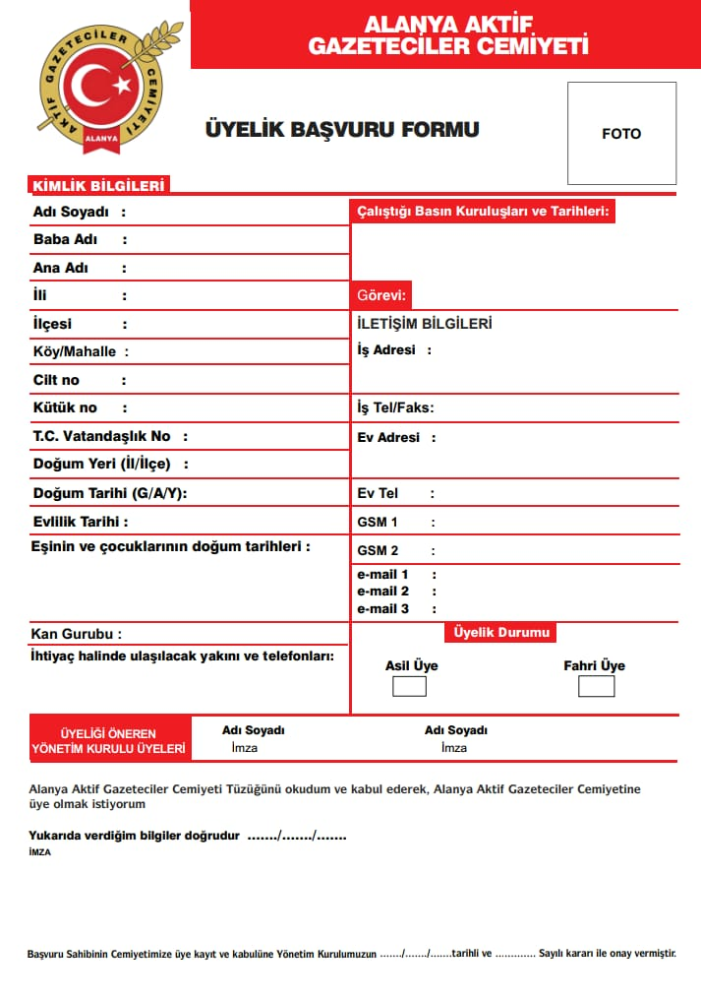 ALANYA AKTİF
GAZETECİLER CEMİYETİ
AKTİF GAZETECİLER CEMİYETİ
ALANYA
ÜYELİK BAŞVURU FORMU
FOTO
KİMLİK BİLGİLERİ
Adı Soyadı :
Baba Adı :
Ana Adı :
İli :
İlçesi :
Köy/Mahalle :
Cilt no :
Kütük no :
T.C. Vatandaşlık No :
Doğum Yeri (İl/İlçe) :
Doğum Tarihi (G/A/Y):
Evlilik Tarihi :
Eşinin ve çocuklarının doğum tarihleri :
Kan Gurubu :
İhtiyaç halinde ulaşılacak yakını ve telefonları:
Çalıştığı Basın Kuruluşları ve Tarihleri:
Görevi:
İLETİŞİM BİLGİLERİ
İş Adresi :
İş Tel/Faks:
Ev Adresi :
Ev Tel :
GSM 1 :
GSM 2 :
e-mail 1 :
e-mail 2 :
e-mail 3 :
Üyelik Durumu
Asil Üye Fahri Üye
ÜYELİĞİ ÖNEREN
YÖNETİM KURULU ÜYELERİ
Adı Soyadı Adı Soyadı
İmza İmza
Alanya Aktif Gazeteciler Cemiyeti Tüzüğünü okudum ve kabul ederek, Alanya Aktif Gazeteciler Cemiyetine
üye olmak istiyorum
Yukarıda verdiğim bilgiler doğrudur ......./......./.......
İMZA
Başvuru Sahibinin Cemiyetimize üye kayıt ve kabulüne Yönetim Kurulumuzun ......./......./.......tarihli ve ............. Sayılı kararı ile onay vermiştir.